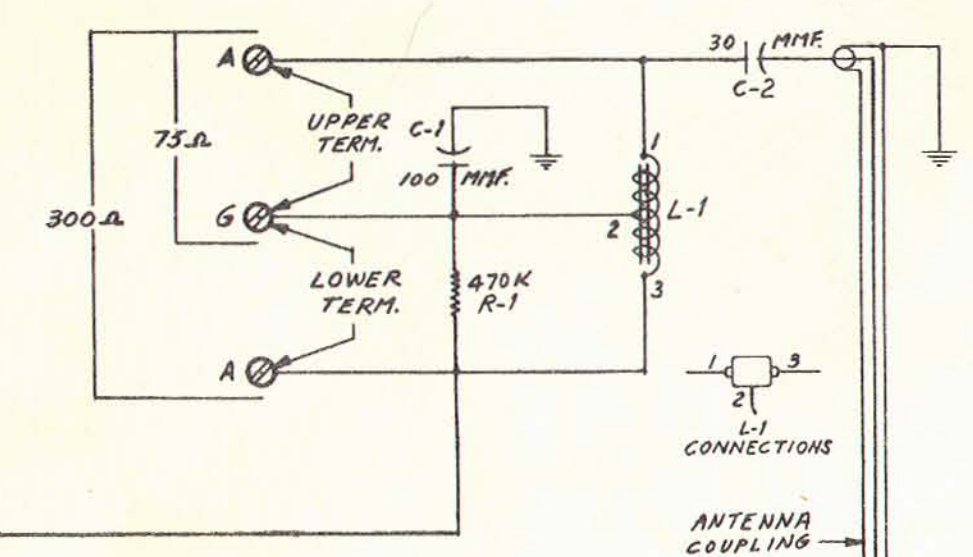 30 MMF.
C-2
A
UPPER
TERM.
C-1
75Ω
100 MMF.
1
300Ω
G
2
L-1
LOWER
TERM.
470K
R-1
3
A
1 3
2
L-1
CONNECTIONS
ANTENNA
COUPLING